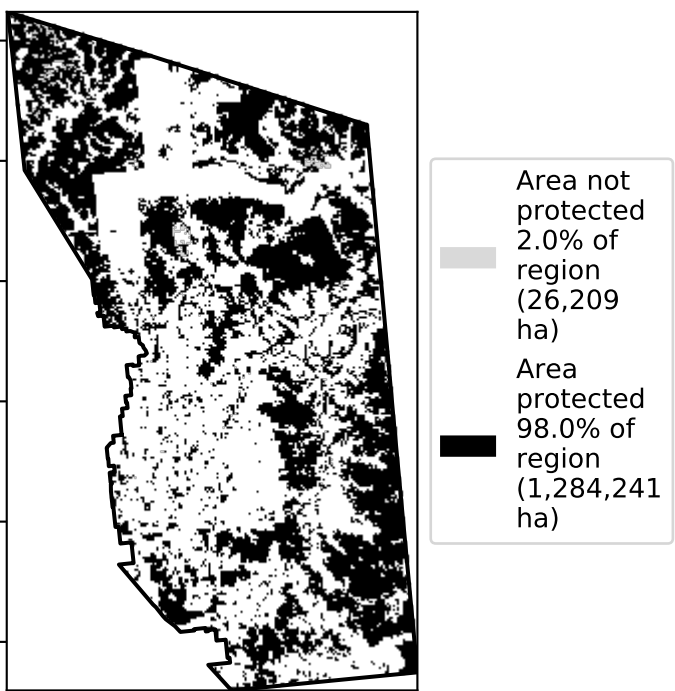 Area not
protected
2.0% of
region
(26,209
ha)
Area
protected
98.0% of
region
(1,284,241
ha)